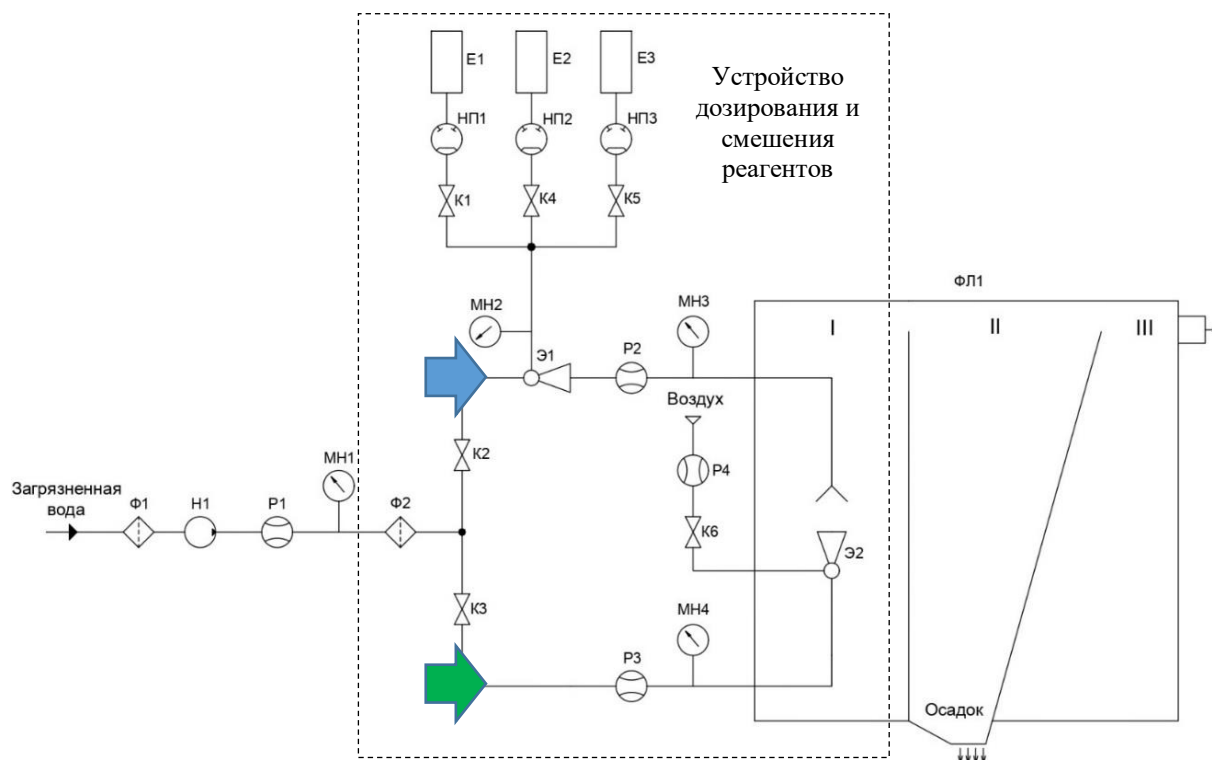 Е1
Е2
Е3
НП1
НП2
НП3
К1
К4
К5
Устройство
дозирования и
смешения
реагентов
МН2
Э1
Р2
МН3
ФЛ1
I
II
III
Воздух
Р4
К6
Э2
К2
МН1
Загрязненная
вода
Ф1
Н1
Р1
Ф2
К3
МН4
Р3
Осадок